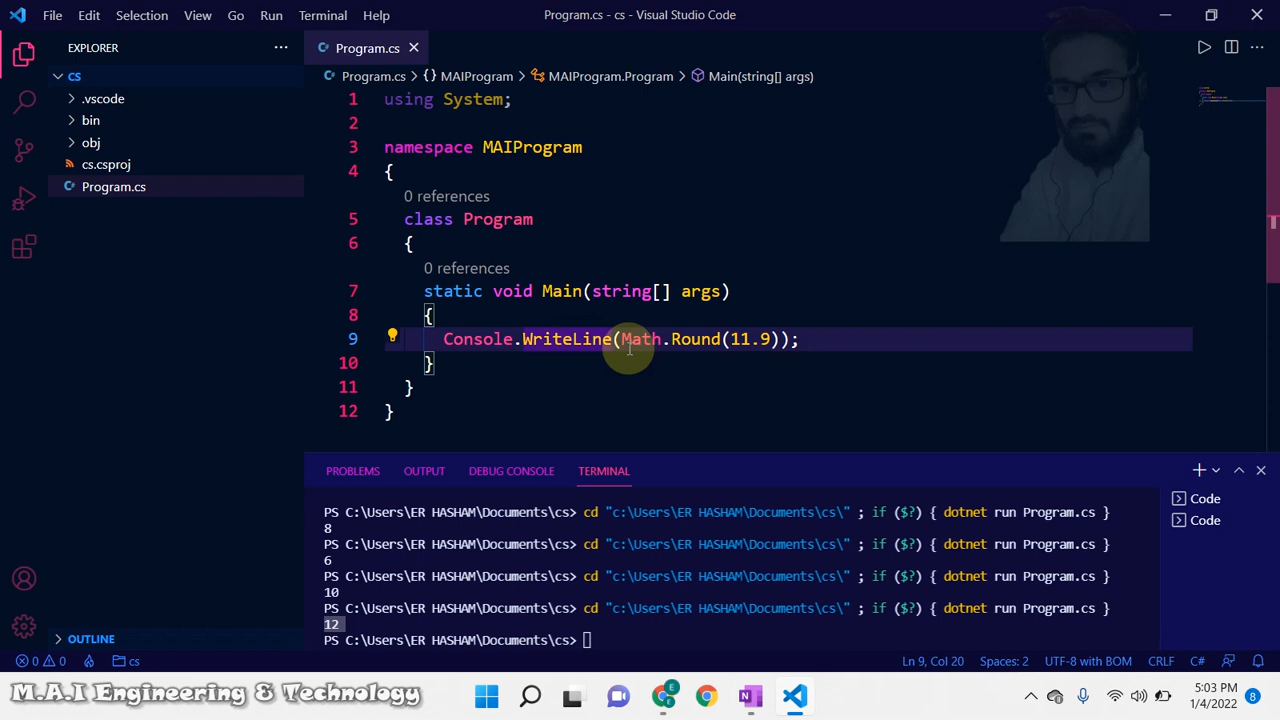 File Edit Selection View Go Run Terminal Help Program.cs - cs - Visual Studio Code
EXPLORER
Program.cs
CS
Program.cs > {} MAIProgram > MAIProgram.Program > Main(string[] args)
.vscode
bin
obj
cs.csproj
Program.cs
1 using System;
2
3 namespace MAIProgram
4 {
0 references
5 class Program
6 {
0 references
7 static void Main(string[] args)
8 {
9 Console.WriteLine(Math.Round(11.9));
10 }
11 }
12 }
PROBLEMS OUTPUT DEBUG CONSOLE TERMINAL
PS C:\Users\ER HASHAM\Documents\cs> cd "c:\Users\ER HASHAM\Documents\cs\" ; if ($?) { dotnet run Program.cs }
8
PS C:\Users\ER HASHAM\Documents\cs> cd "c:\Users\ER HASHAM\Documents\cs\" ; if ($?) { dotnet run Program.cs }
6
PS C:\Users\ER HASHAM\Documents\cs> cd "c:\Users\ER HASHAM\Documents\cs\" ; if ($?) { dotnet run Program.cs }
10
PS C:\Users\ER HASHAM\Documents\cs> cd "c:\Users\ER HASHAM\Documents\cs\" ; if ($?) { dotnet run Program.cs }
12
PS C:\Users\ER HASHAM\Documents\cs>
Code
Code
OUTLINE
0 0 cs Ln 9, Col 20 Spaces: 2 UTF-8 with BOM CRLF C#
M.A.I Engineering & Technology
5:03 PM
1/4/2022
8